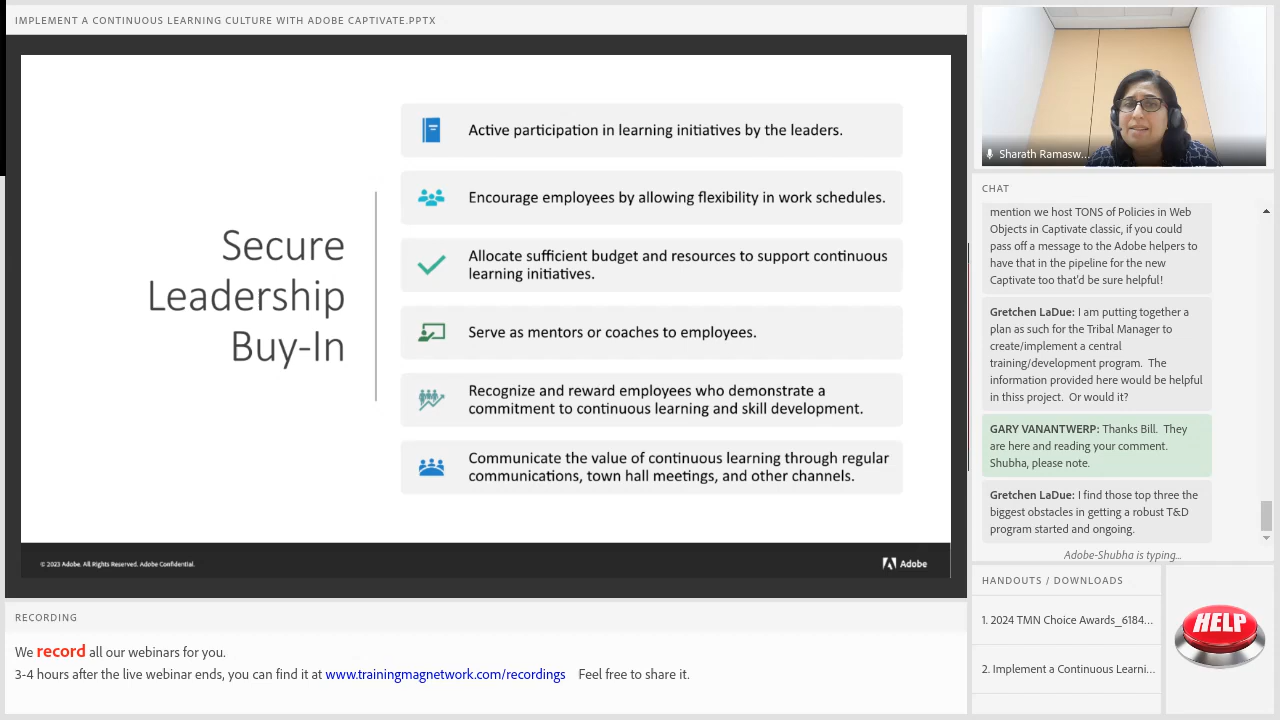 IMPLEMENT A CONTINUOUS LEARNING CULTURE WITH ADOBE CAPTIVATE.PPTX
Secure
Leadership
Buy-In
Active participation in learning initiatives by the leaders.
Encourage employees by allowing flexibility in work schedules.
Allocate sufficient budget and resources to support continuous
learning initiatives.
Serve as mentors or coaches to employees.
Recognize and reward employees who demonstrate a
commitment to continuous learning and skill development.
Communicate the value of continuous learning through regular
communications, town hall meetings, and other channels.
© 2023 Adobe. All Rights Reserved. Adobe Confidential.
Adobe
RECORDING
We record all our webinars for you.
3-4 hours after the live webinar ends, you can find it at www.trainingmagnetwork.com/recordings Feel free to share it.
Sharath Ramasw...
CHAT
mention we host TONS of Policies in Web
Objects in Captivate classic, if you could
pass off a message to the Adobe helpers to
have that in the pipeline for the new
Captivate too that'd be sure helpful!
Gretchen LaDue: I am putting together a
plan as such for the Tribal Manager to
create/implement a central
training/development program. The
information provided here would be helpful
in thiss project. Or would it?
GARY VANANTWERP: Thanks Bill. They
are here and reading your comment.
Shubha, please note.
Gretchen LaDue: I find those top three the
biggest obstacles in getting a robust T&D
program started and ongoing.
Adobe-Shubha is typing...
HANDOUTS / DOWNLOADS
1. 2024 TMN Choice Awards_6184...
2. Implement a Continuous Learni...
HELP